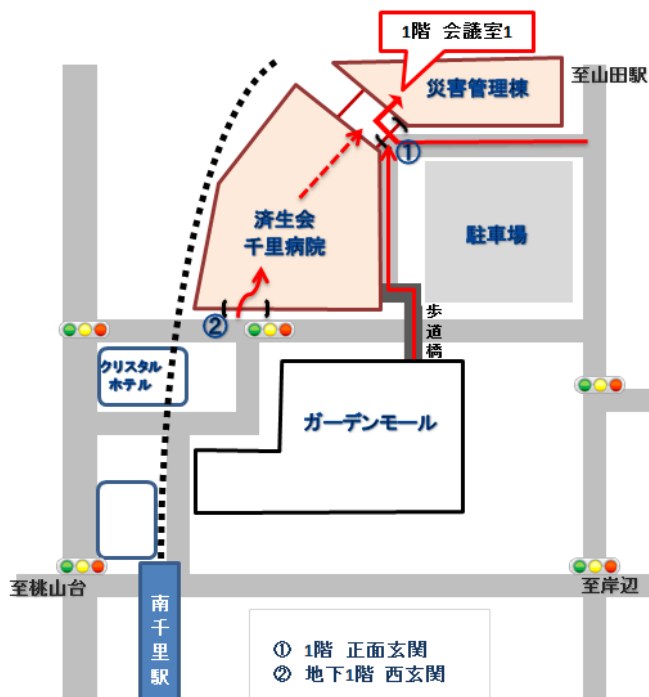 1階 会議室1
災害管理棟
至山田駅
①
済生会
千里病院
駐車場
②
歩道橋
クリスタル
ホテル
ガーデンモール
至桃山台
至岸辺
南千里駅
① 1階 正面玄関
② 地下1階 西玄関